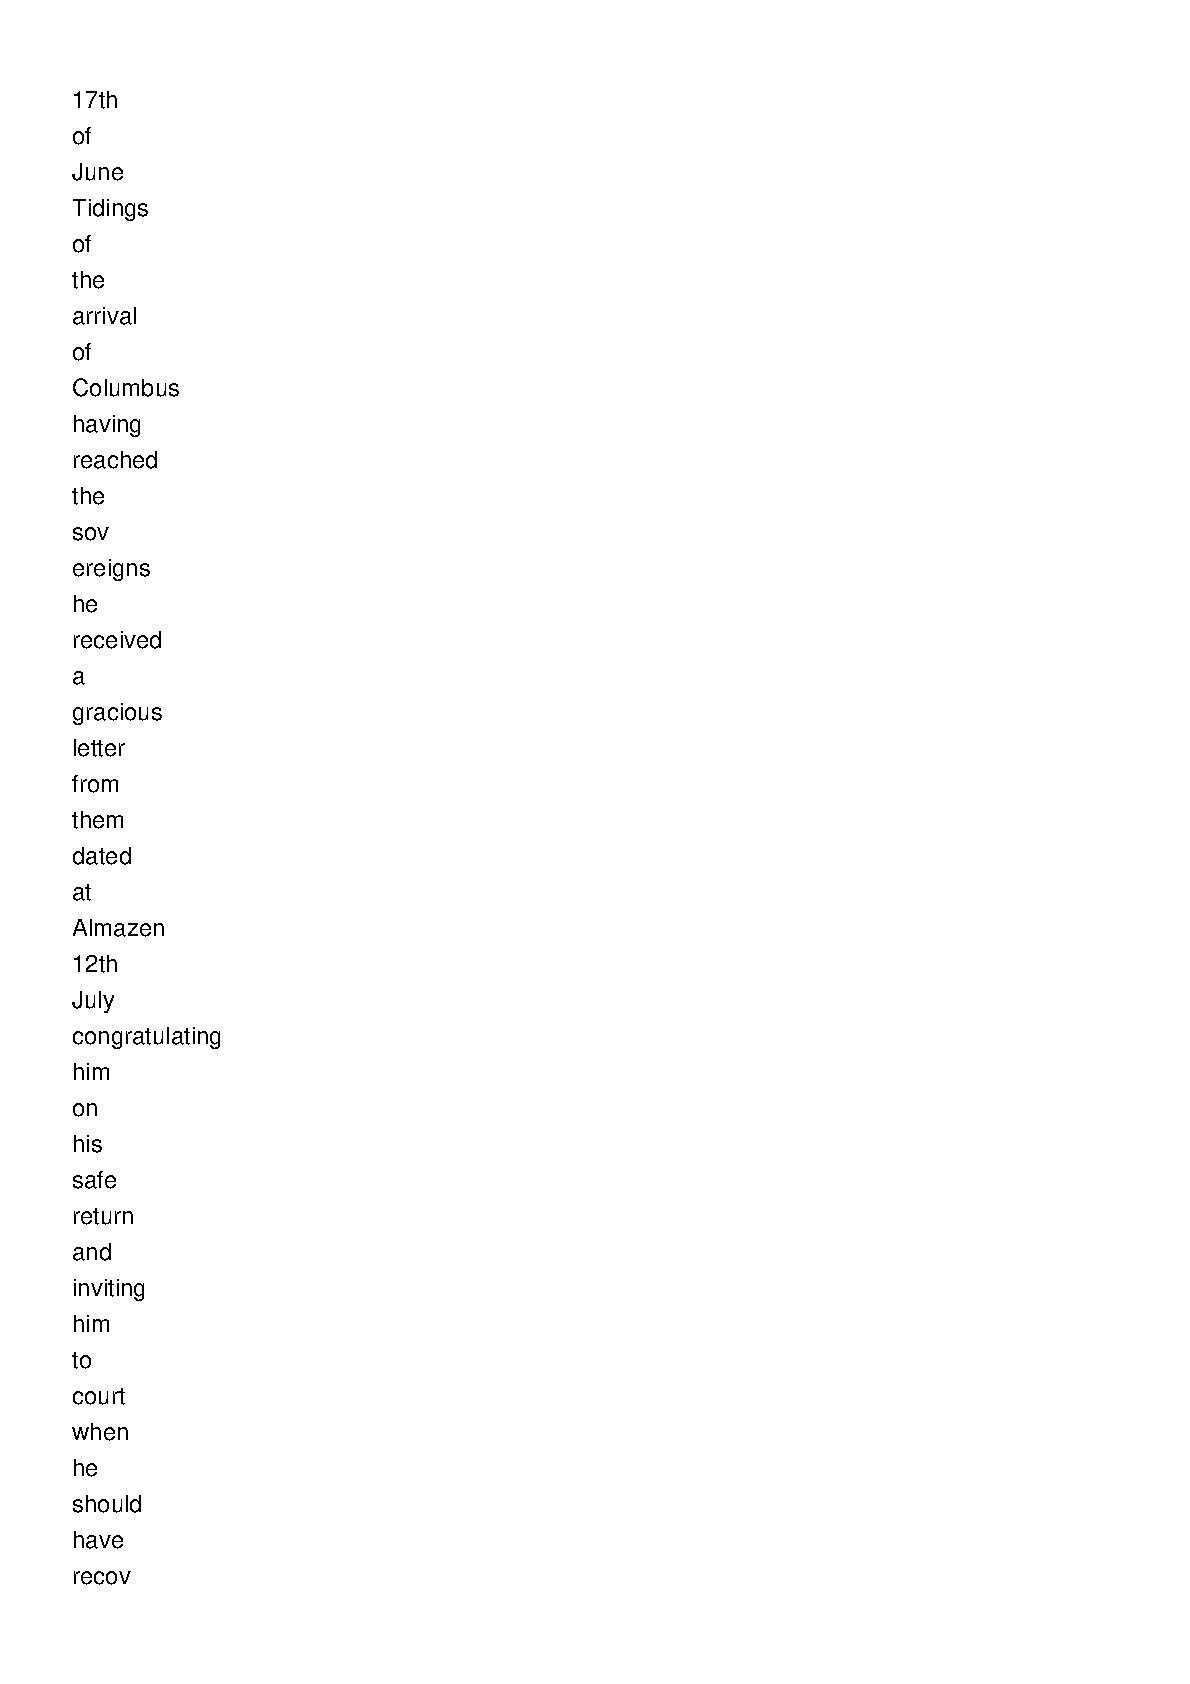 17th
of
June
Tidings
of
the
arrival
of
Columbus
having
reached
the
sov
ereigns
he
received
a
gracious
letter
from
them
dated
at
Almazen
12th
July
congratulating
him
on
his
safe
return
and
inviting
him
to
court
when
he
should
have
recov